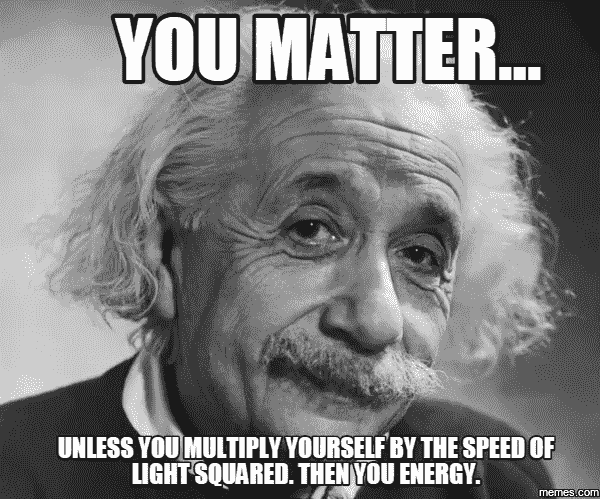 YOU MATTER...
UNLESS YOU MULTIPLY YOURSELF BY THE SPEED OF
LIGHT SQUARED. THEN YOU ENERGY.
memes.com